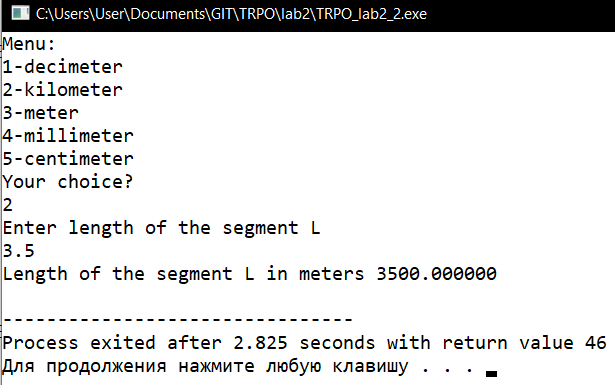 C:\Users\User\Documents\GIT\TRPO\lab2\TRPO_lab2_2.exe
Menu:
1-decimeter
2-kilometer
3-meter
4-millimeter
5-centimeter
Your choice?
2
Enter length of the segment L
3.5
Length of the segment L in meters 3500.000000
--------------------------------
Process exited after 2.825 seconds with return value 46
Для продолжения нажмите любую клавишу . . .